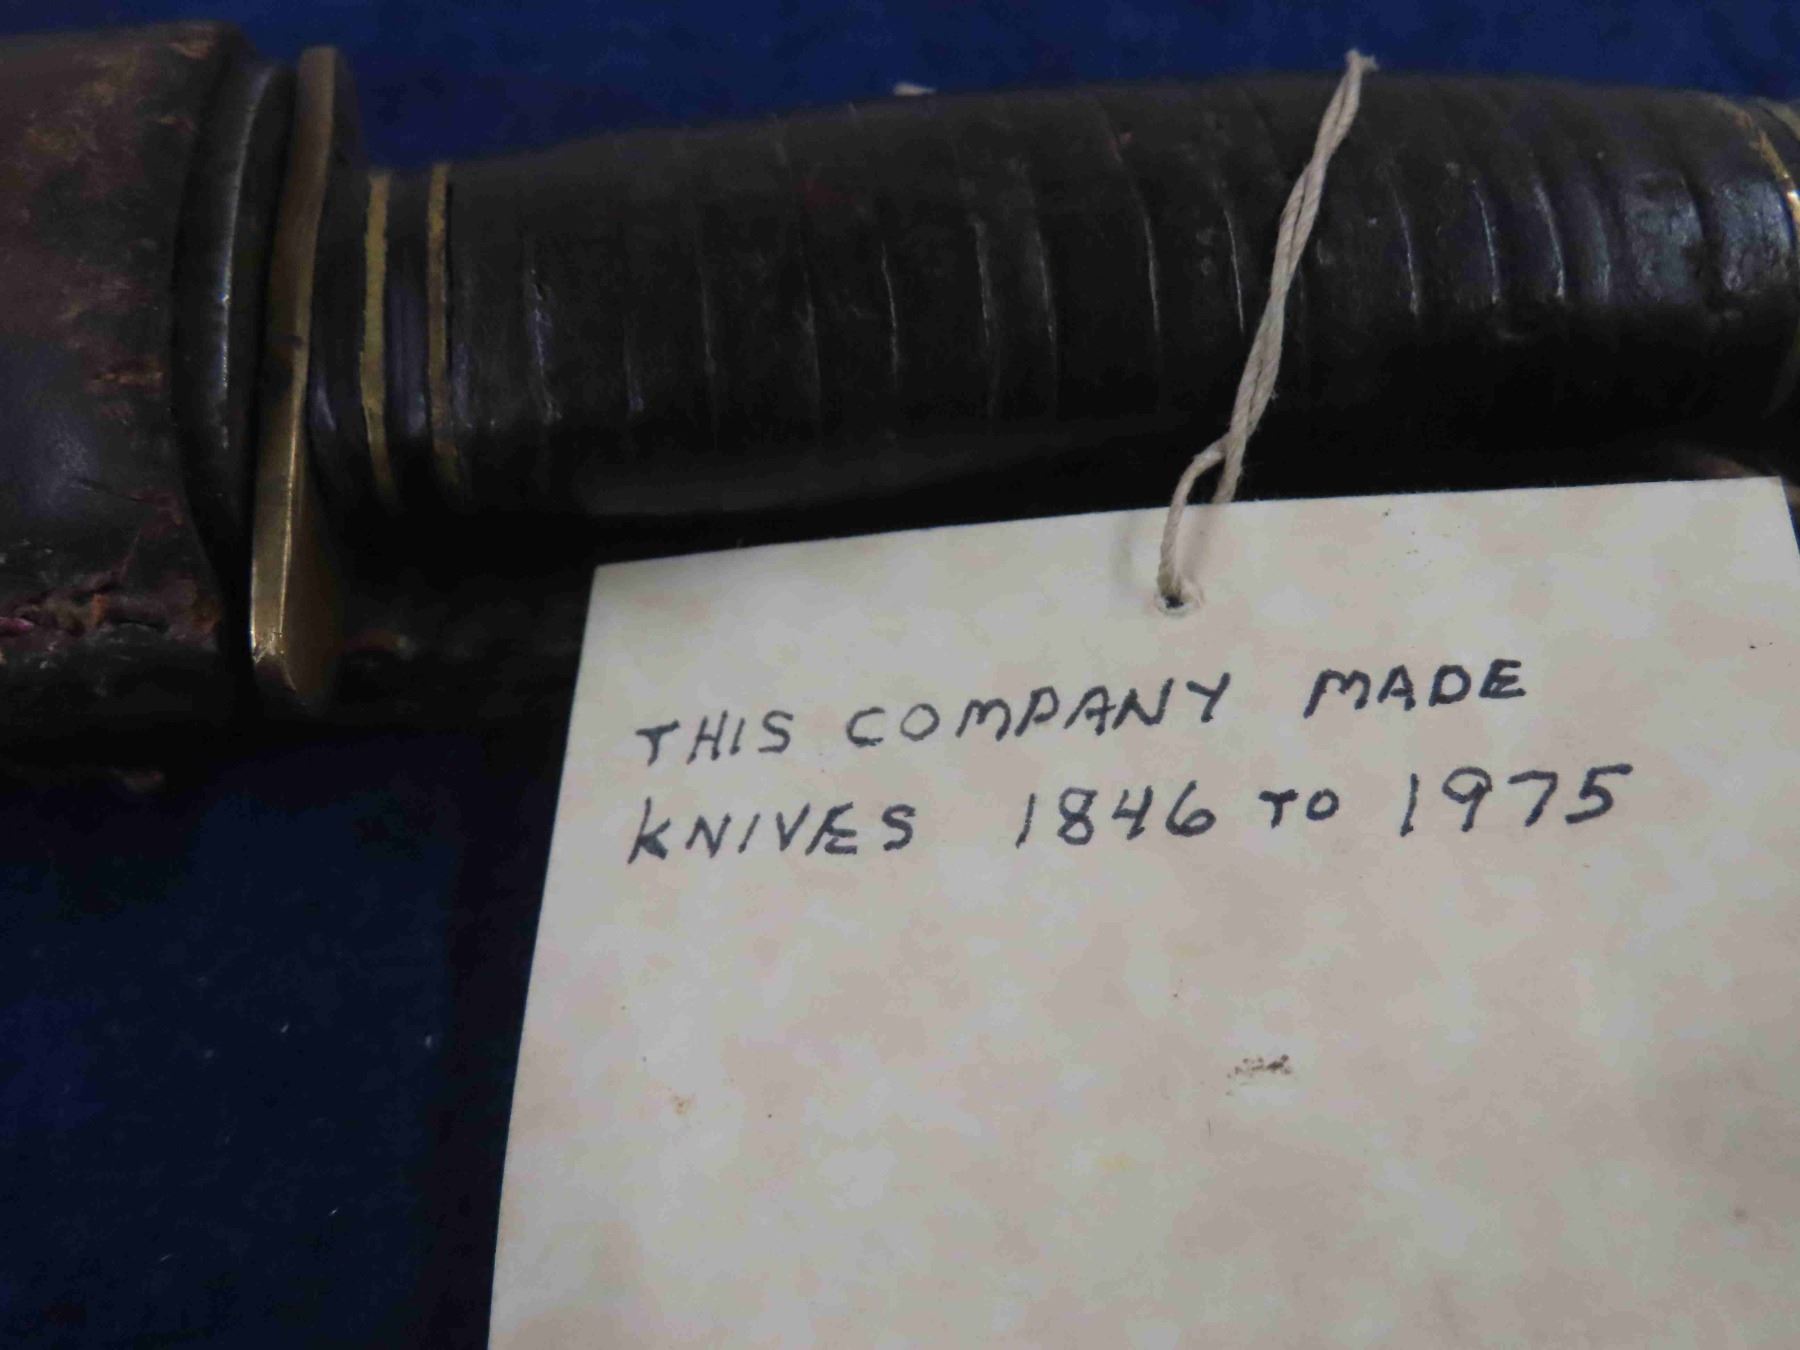 THIS COMPANY MADE
KNIVES 1846 TO 1975